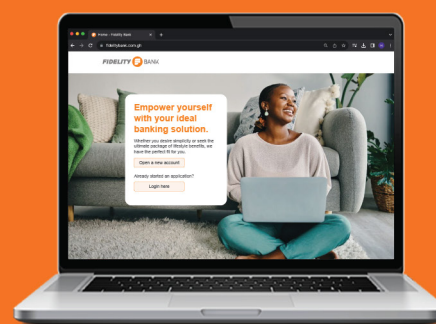 Home - Fidelity Bank
fidelitybank.com.gh
FIDELITY BANK
Empower yourself
with your ideal
banking solution.
Whether you desire simplicity or seek the
ultimate package of lifestyle benefits, we
have the perfect fit for you.
Open a new account
Already started an application?
Login here